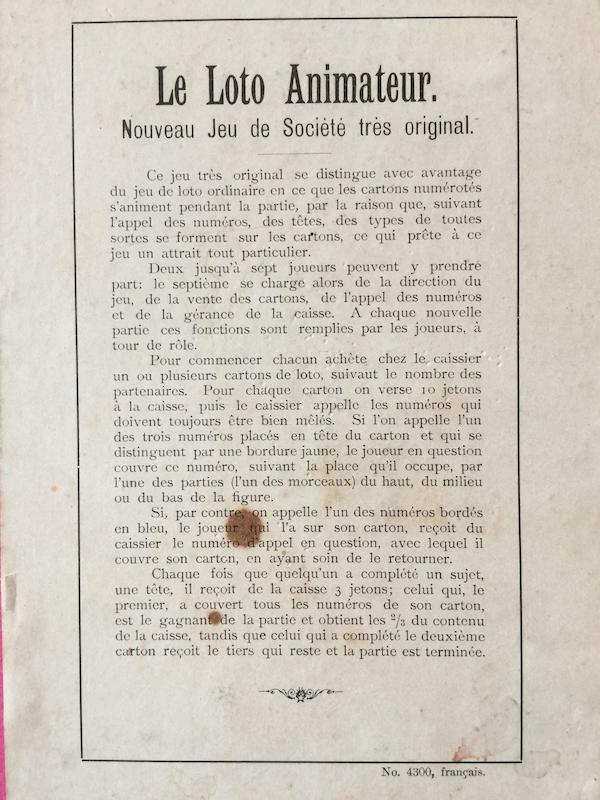 Le Loto Animateur.
Nouveau Jeu de Société très original.
Ce jeu très original se distingue avec avantage
du jeu de loto ordinaire en ce que les cartons numérotés
s'animent pendant la partie, par la raison que, suivant
l'appel des numéros, des têtes, des types de toutes
sortes se forment sur les cartons, ce qui prête à ce
jeu un attrait tout particulier.
Deux jusqu'à sept joueurs peuvent y prendre
part: le septième se charge alors de la direction du
jeu, de la vente des cartons, de l'appel des numéros
et de la gérance de la caisse. A chaque nouvelle
partie ces fonctions sont remplies par les joueurs, à
tour de rôle.
Pour commencer chacun achète chez le caissier
un ou plusieurs cartons de loto, suivaut le nombre des
partenaires. Pour châque carton on verse 10 jetons
à la caisse, puis le caissier appelle les numéros qui
doivent toujours être bien mêlés. Si l'on appelle l'un
des trois numéros placés en tête du carton et qui se
distinguent par une bordure jaune, le joueur en question
couvre ce numéro, suivant la place qu'il occupe, par
l'une des parties (l'un des morceaux) du haut, du milieu
ou du bas de la figure.
Si, par contre, on appelle l'un des numéros bordés
en bleu, le joueur qui l'a sur son carton, reçoit du
caissier le numéro d'appel en question, avec lequel il
couvre son carton, en ayant soin de le retourner.
Chaque fois que quelqu'un a complété un sujet,
une tête, il reçoit de la caisse 3 jetons; celui qui, le
premier, a couvert tous les numéros de son carton,
est le gagnant de la partie et obtient les 2/3 du contenu
de la caisse, tandis que celui qui a complété le deuxième
carton reçoit le tiers qui reste et la partie est terminée.
No. 4300, français.